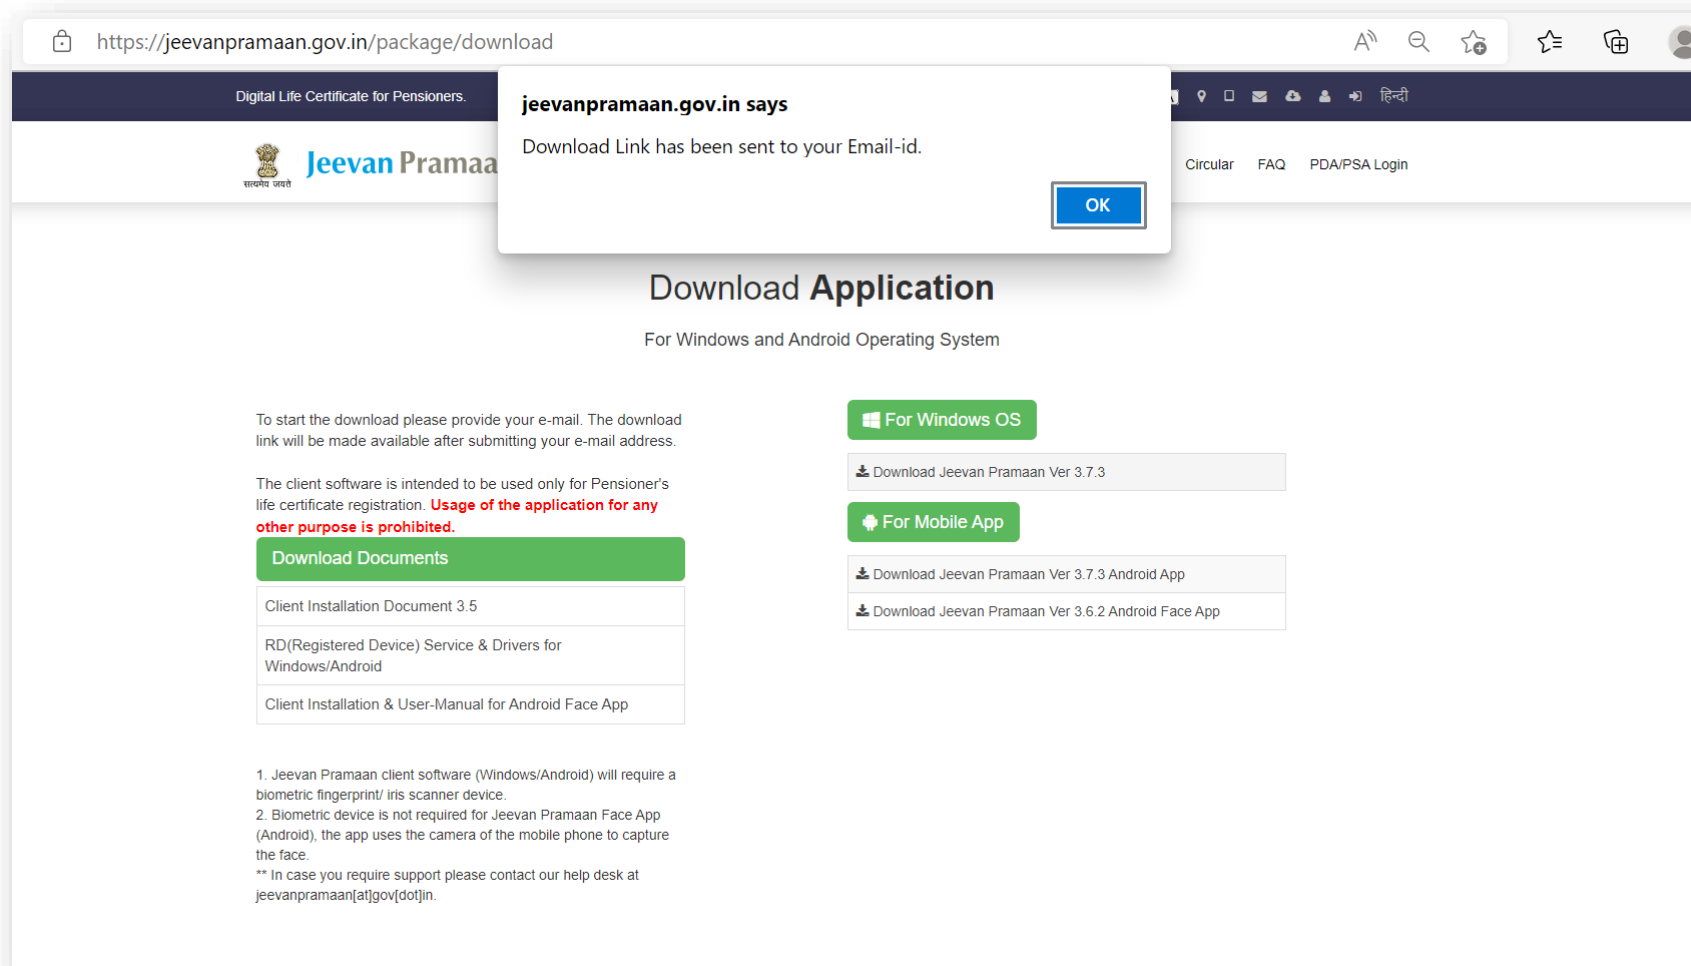 https://jeevanpramaan.gov.in/package/download
jeevanpramaan.gov.in says
Download Link has been sent to your Email-id.
OK
Digital Life Certificate for Pensioners.
हिन्दी
सत्यमेव जयते
Jeevan Pramaa
Circular FAQ PDA/PSA Login
Download Application
For Windows and Android Operating System
To start the download please provide your e-mail. The download
link will be made available after submitting your e-mail address.
The client software is intended to be used only for Pensioner's
life certificate registration. Usage of the application for any
other purpose is prohibited.
Download Documents
Client Installation Document 3.5
RD(Registered Device) Service & Drivers for
Windows/Android
Client Installation & User-Manual for Android Face App
1. Jeevan Pramaan client software (Windows/Android) will require a
biometric fingerprint/ iris scanner device.
2. Biometric device is not required for Jeevan Pramaan Face App
(Android), the app uses the camera of the mobile phone to capture
the face.
** In case you require support please contact our help desk at
jeevanpramaan[at]gov[dot]in.
For Windows OS
Download Jeevan Pramaan Ver 3.7.3
For Mobile App
Download Jeevan Pramaan Ver 3.7.3 Android App
Download Jeevan Pramaan Ver 3.6.2 Android Face App